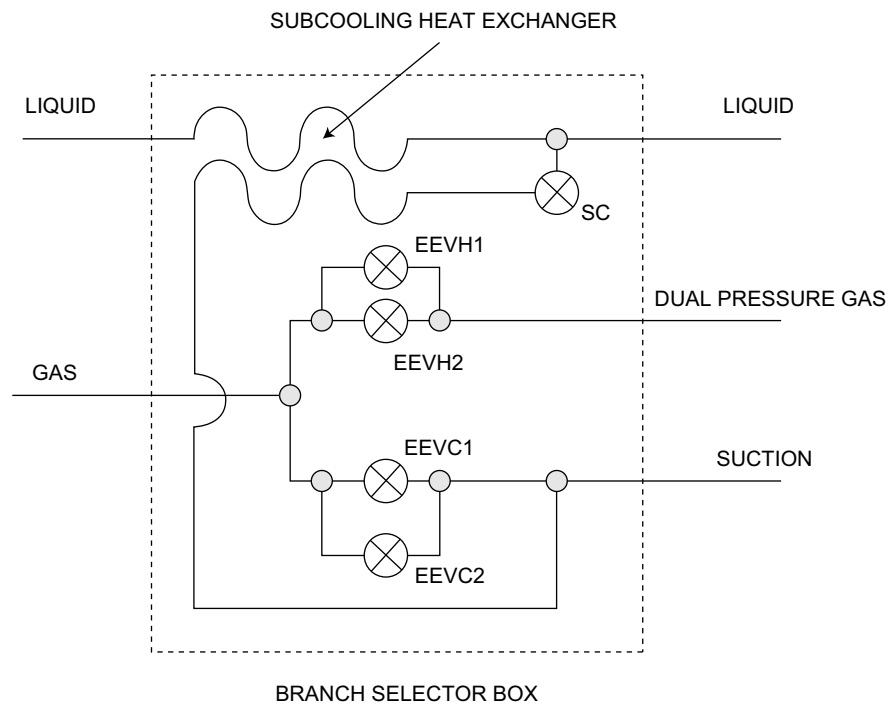 SUBCOOLING HEAT EXCHANGER
LIQUID
LIQUID
SC
EEVH1
DUAL PRESSURE GAS
EEVH2
GAS
EEVC1
SUCTION
EEVC2
BRANCH SELECTOR BOX